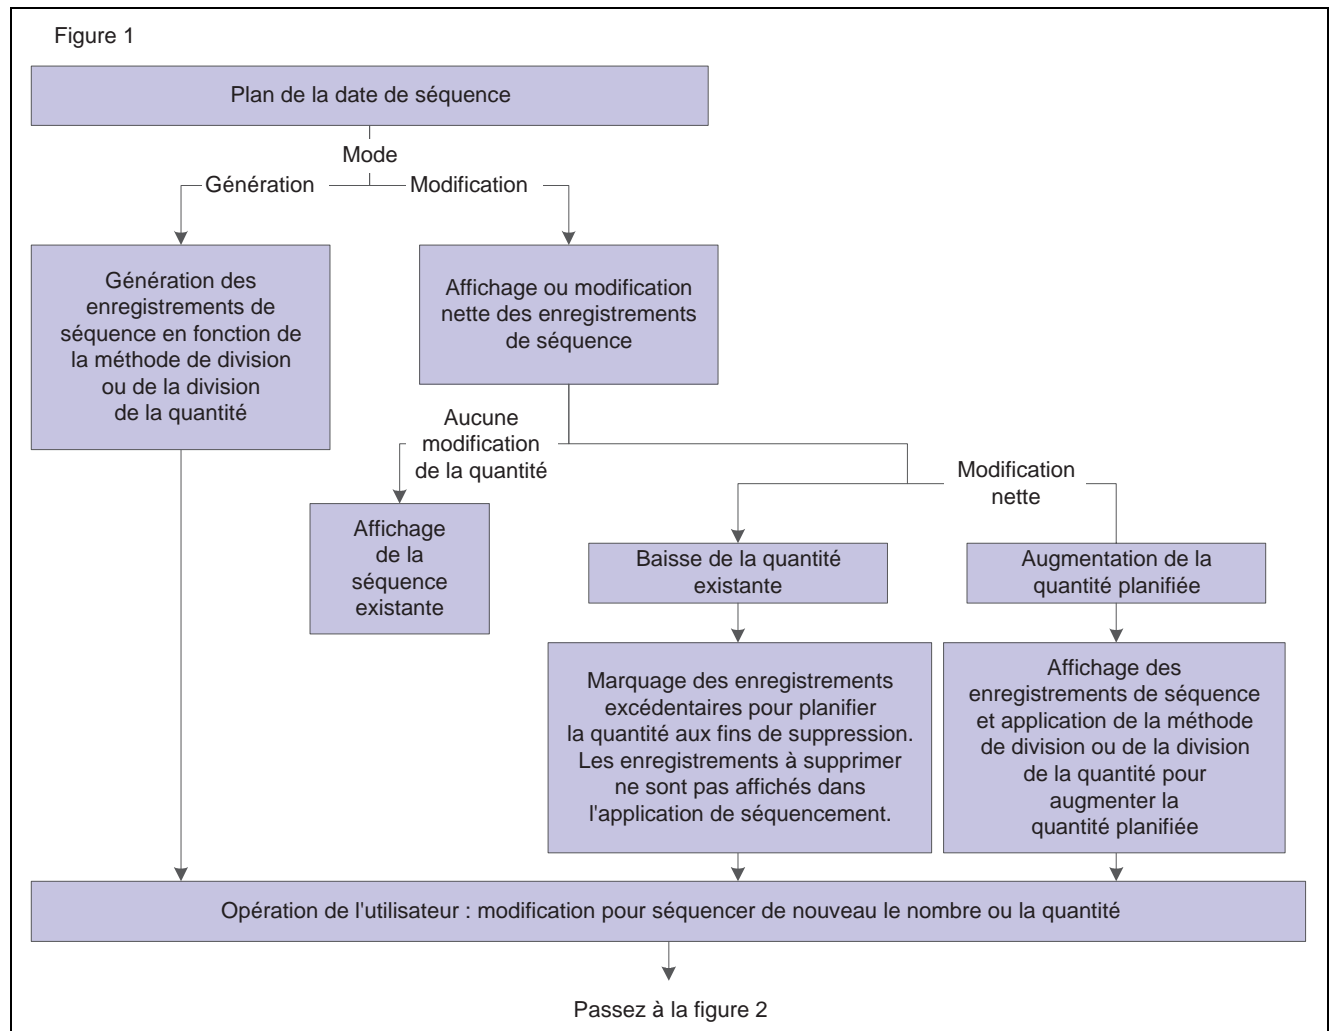 Figure 1
Plan de la date de séquence
Mode
Génération
Modification
Génération des
enregistrements de
séquence en fonction de
la méthode de division
ou de la division
de la quantité
Affichage ou modification
nette des enregistrements
de séquence
Aucune
modification
de la quantité
Modification
nette
Affichage
de la
séquence
existante
Baisse de la quantité
existante
Augmentation de la
quantité planifiée
Marquage des enregistrements
excédentaires pour planifier
la quantité aux fins de suppression.
Les enregistrements à supprimer
ne sont pas affichés dans
l'application de séquencement.
Affichage des
enregistrements de séquence
et application de la méthode
de division ou de la division
de la quantité pour
augmenter la
quantité planifiée
Opération de l'utilisateur : modification pour séquencer de nouveau le nombre ou la quantité
Passez à la figure 2